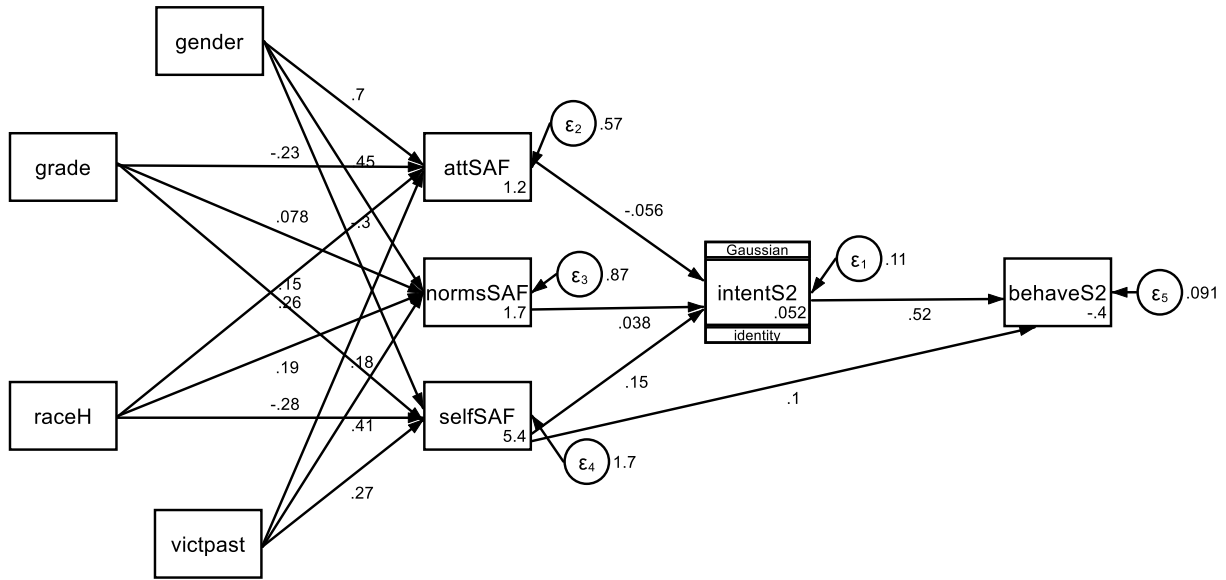 gender
.7
ε2 .57
grade
-.23
.45
attSAF
1.2
.078
-.3
-.056
Gaussian
ε1 .11
ε3 .87
normsSAF
1.7
.15
.26
intentS2
.052
identity
.038
.52
behaveS2
-.4
ε5 .091
.19
.18
.15
.1
raceH
-.28
.41
selfSAF
5.4
ε4 1.7
.27
victpast